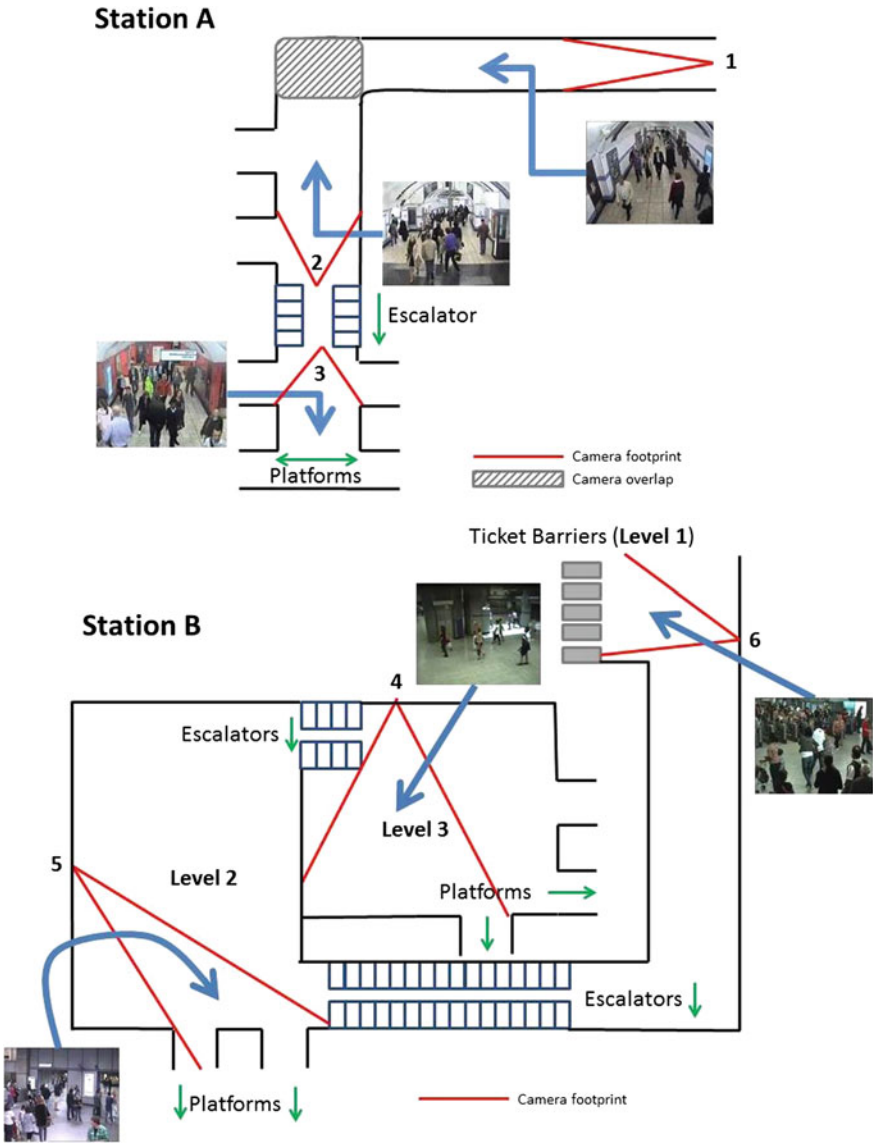 Station A
1
2
Escalator
3
Platforms
Camera footprint
Camera overlap
Ticket Barriers (Level 1)
Station B
6
4
Escalators
Level 3
5
Level 2
Platforms
Escalators
Platforms
Camera footprint